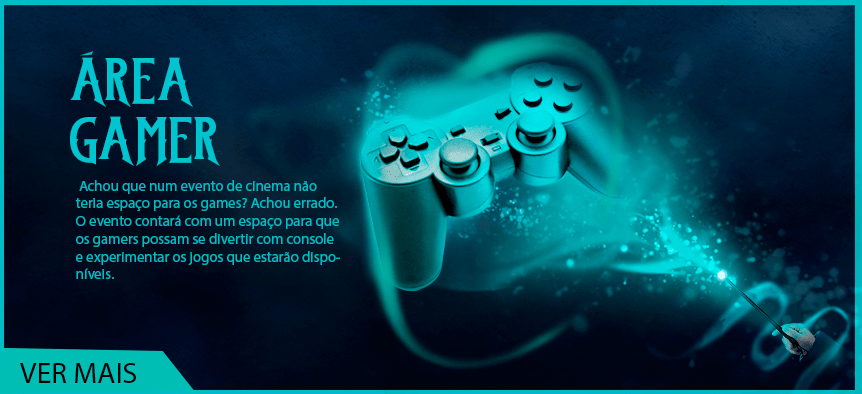 ÁREA
GAMER
Achou que num evento de cinema não
teria espaço para os games? Achou errado.
O evento contará com um espaço para que
os gamers possam se divertir com console
e experimentar os jogos que estarão dispo-
níveis.
VER MAIS